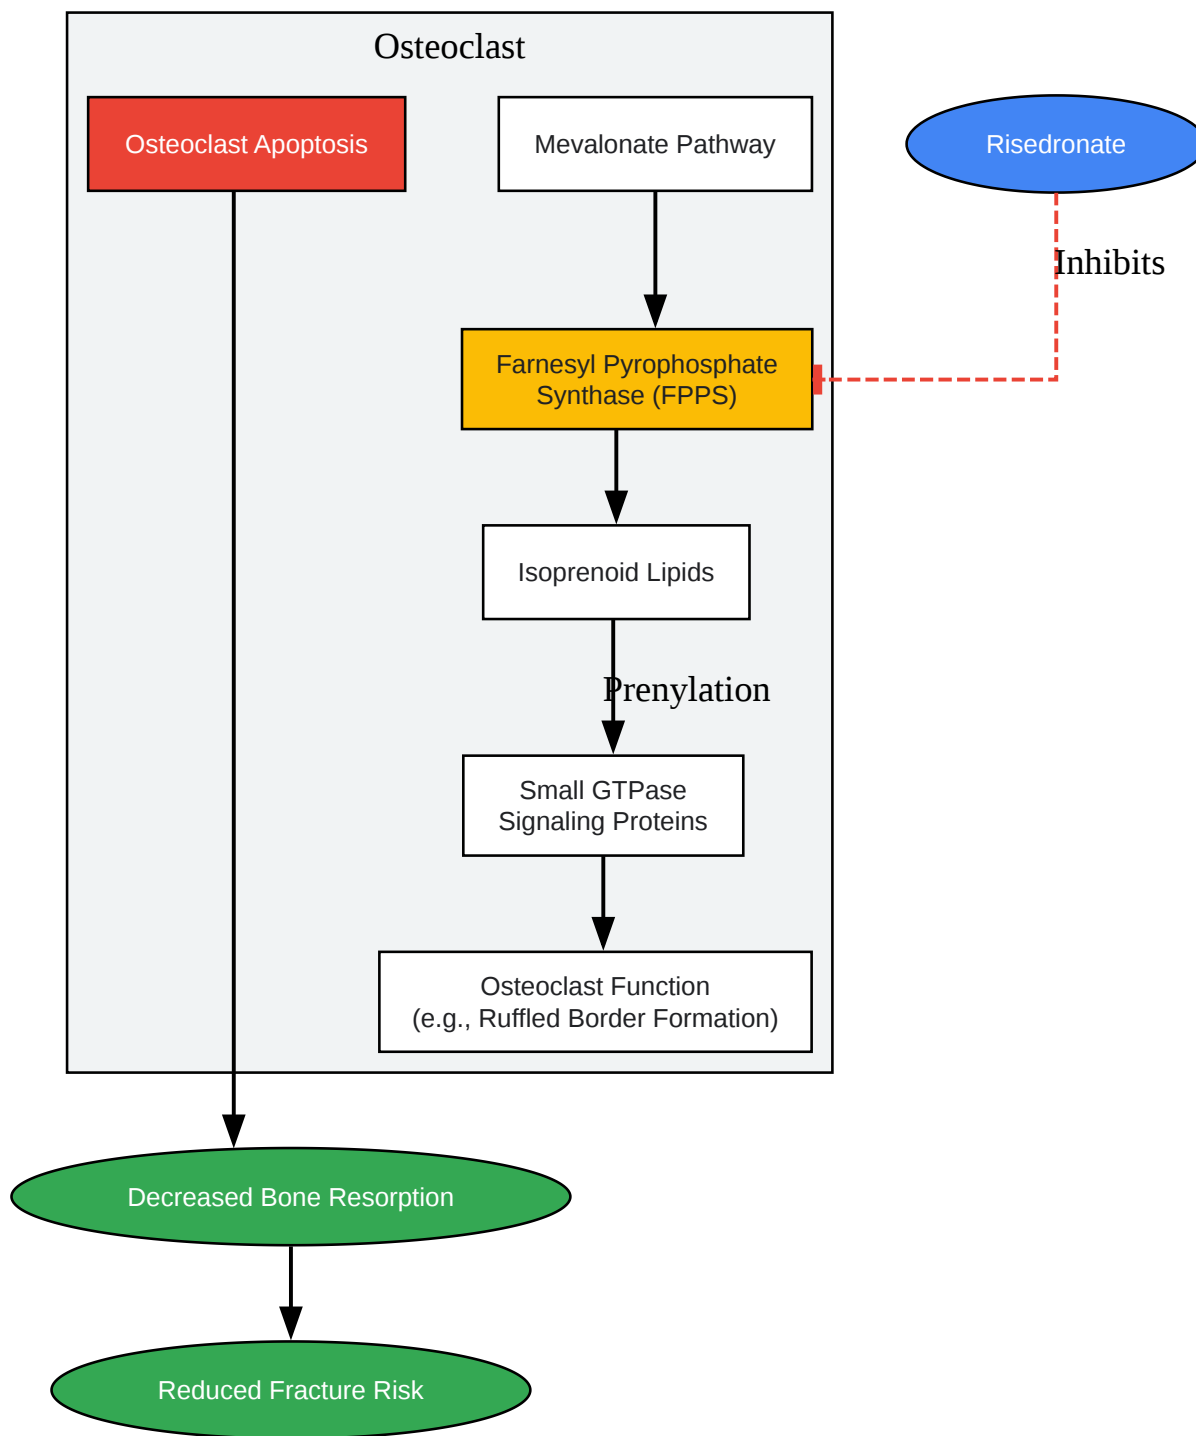 Osteoclast
Osteoclast Apoptosis
Mevalonate Pathway
Risedronate
Inhibits
Farnesyl Pyrophosphate
Synthase (FPPS)
Isoprenoid Lipids
Prenylation
Small GTPase
Signaling Proteins
Osteoclast Function
(e.g., Ruffled Border Formation)
Decreased Bone Resorption
Reduced Fracture Risk